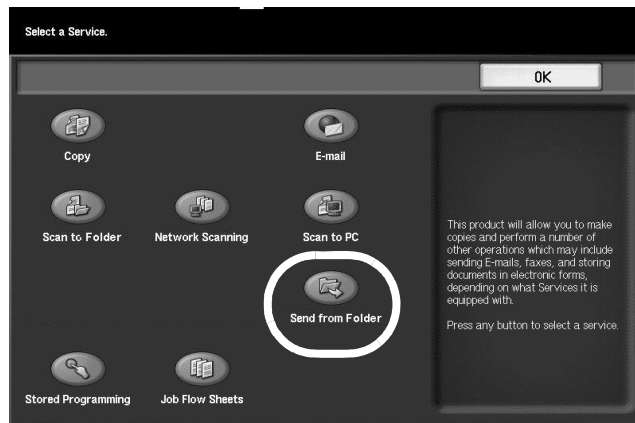 Select a Service.
OK
Copy
E-mail
Scan to Folder
Network Scanning
Scan to PC
Send from Folder
Stored Programming
Job Flow Sheets
This product will allow you to make
copies and perform a number of
other operations which may include
sending E-mails, faxes, and storing
documents in electronic forms,
depending on what Services it is
equipped with.
Press any button to select a service.